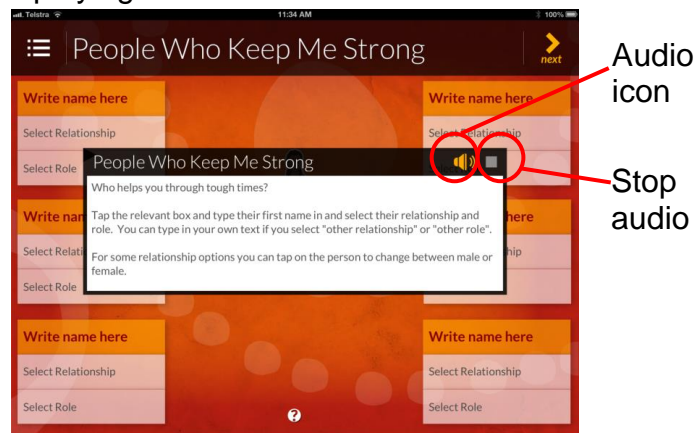 Telstra 11:34 AM 100%
People Who Keep Me Strong
next
Audio
icon
Write name here
Select Relationship
Select Role
Write name here
Select Relationship
People Who Keep Me Strong
Who helps you through tough times?
Tap the relevant box and type their first name in and select their relationship and
role. You can type in your own text if you select "other relationship" or "other role".
For some relationship options you can tap on the person to change between male or
female.
Stop
audio
Write nam
Select Relati
Select Role
here
Write name here
Select Relationship
Select Role
Write name here
Select Relationship
Select Role
?